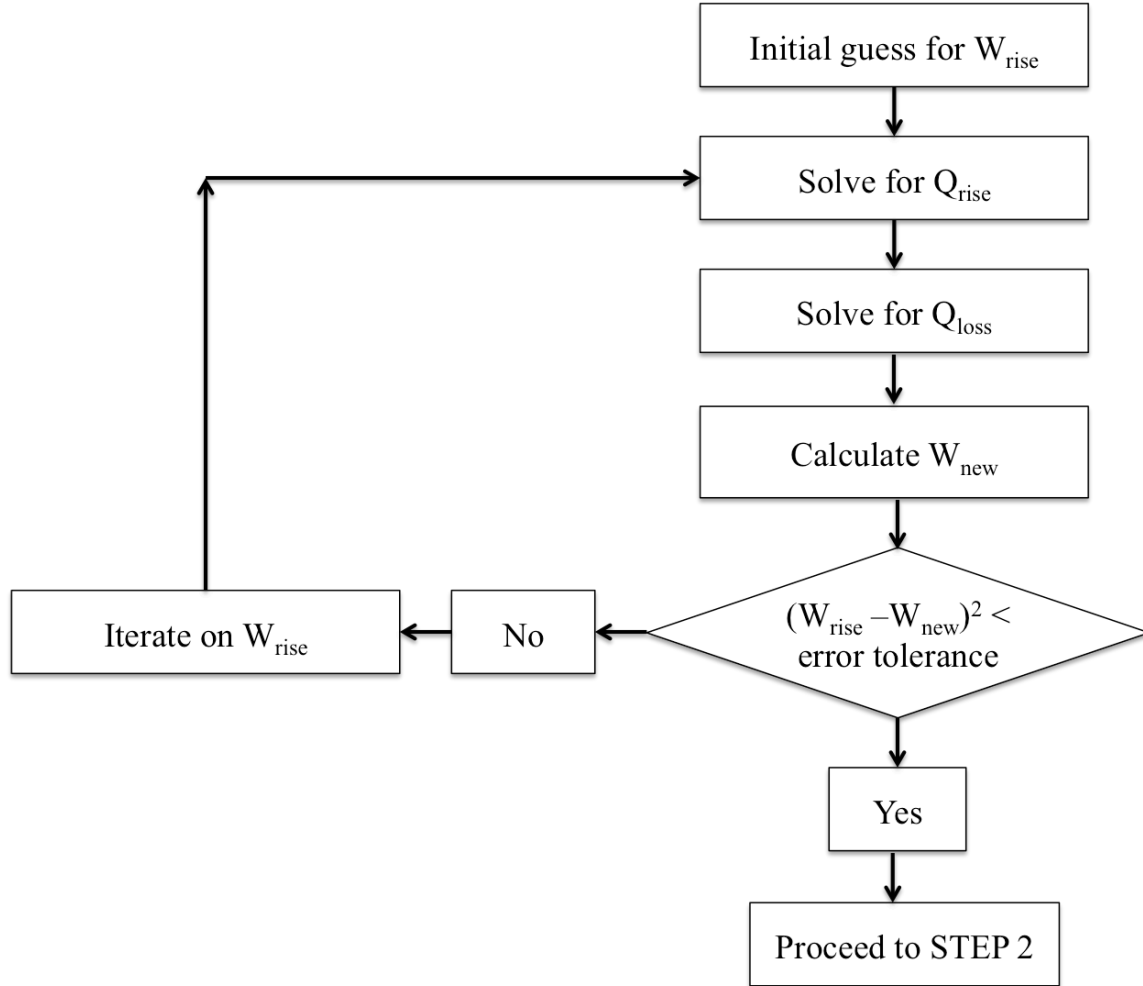 Initial guess for W_rise
Solve for Q_rise
Solve for Q_loss
Calculate W_new
(W_rise –W_new)² <
error tolerance
No
Iterate on W_rise
Yes
Proceed to STEP 2